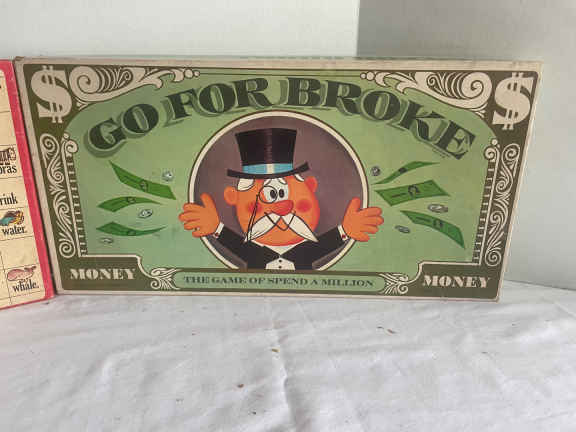 GO FOR BROKE
$
$
MONEY
THE GAME OF SPEND A MILLION
MONEY
rink
water.
whale.